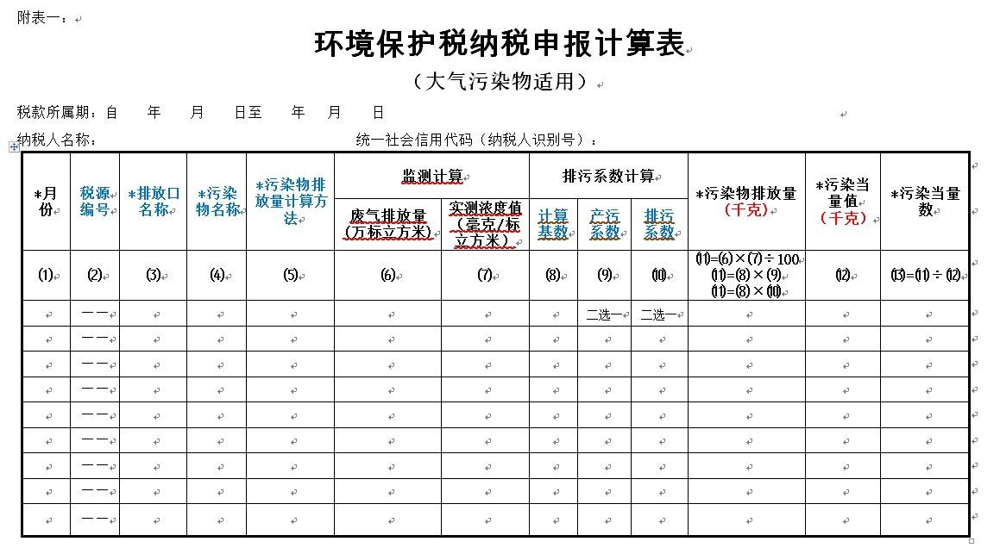 附表一：
环境保护税纳税申报计算表
（大气污染物适用）
税款所属期：自 年 月 日至 年 月 日
纳税人名称： 统一社会信用代码（纳税人识别号）：
*月份 税源编号 *排放口名称 *污染物名称 *污染物排放量计算方法 监测计算 排污系数计算 *污染物排放量（千克） *污染当量值（千克） *污染当量数
废气排放量（万标立方米） 实测浓度值（毫克/标立方米） 计算基数 产污系数 排污系数
⑴ ⑵ ⑶ ⑷ ⑸ ⑹ ⑺ ⑻ ⑼ ⑽ ⑾=⑹×⑺÷100 ⑿ ⒀=⑾÷⑿
⑾=⑻×⑼
⑾=⑻×⑽
—— 二选一 二选一
——
——
——
——
——
——
——
——